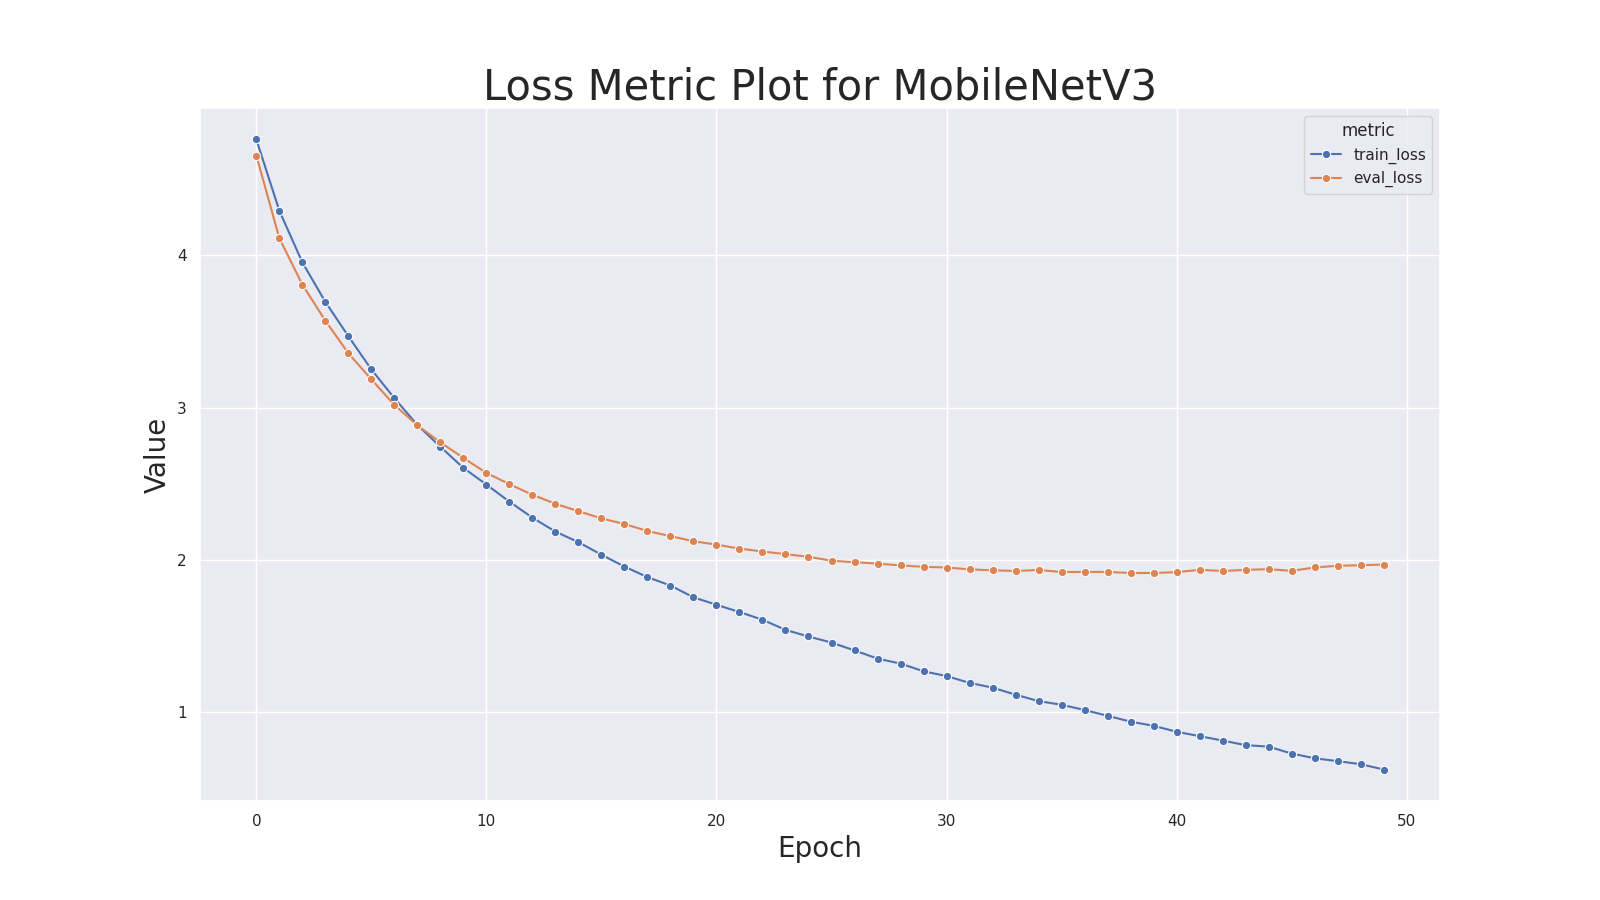 Loss Metric Plot for MobileNetV3
metric
train_loss
eval_loss
4
3
2
1
Value
0 10 20 30 40 50
Epoch